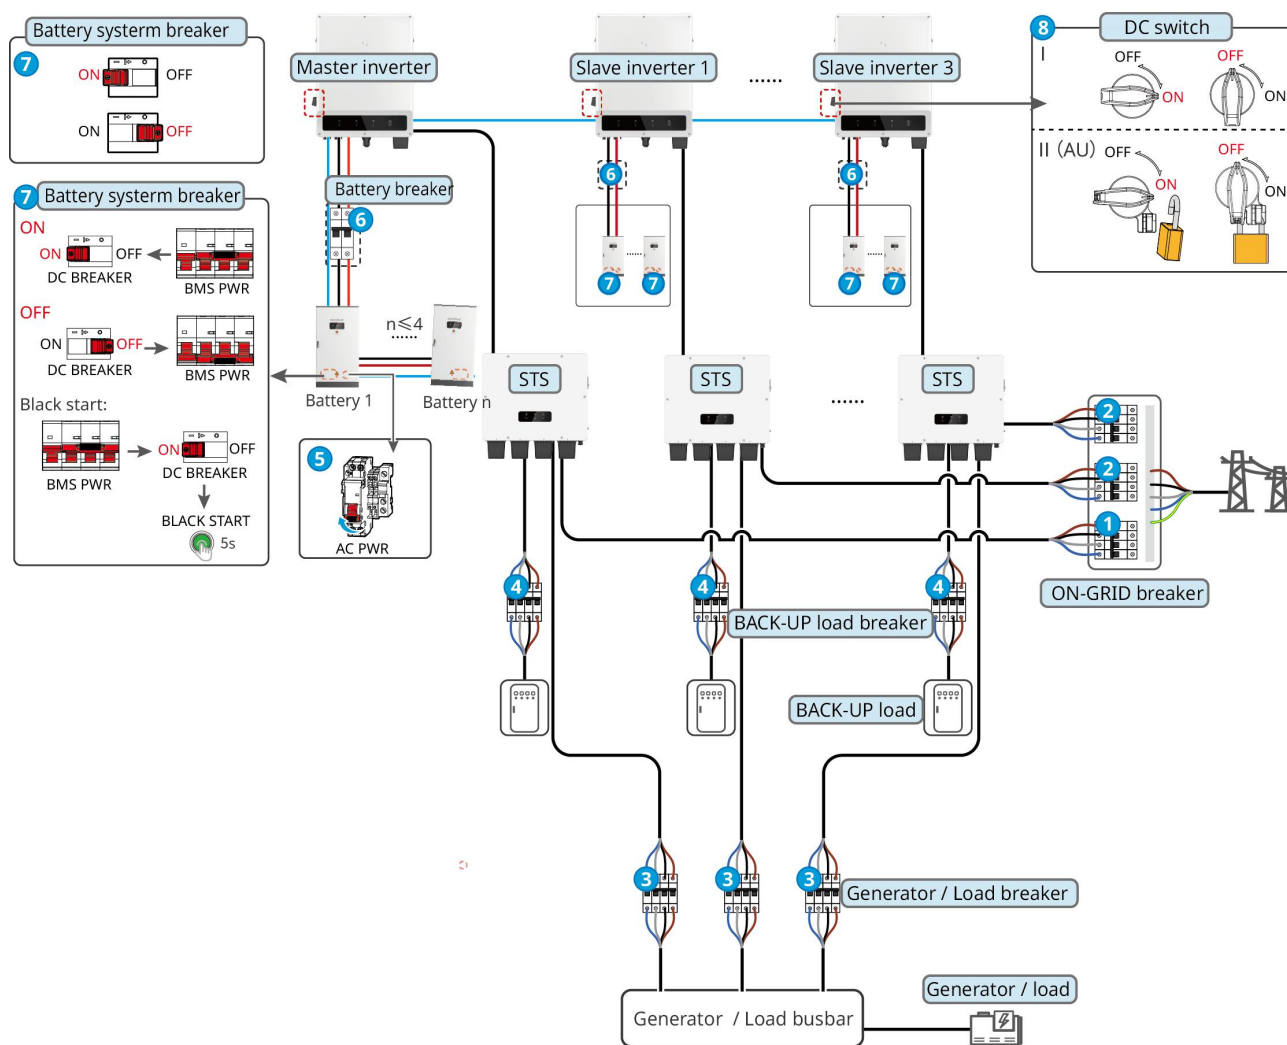 Battery systerm breaker
7
ON
OFF
ON
OFF
7
Battery systerm breaker
ON
ON
OFF
DC BREAKER
BMS PWR
OFF
ON
OFF
DC BREAKER
BMS PWR
Black start:
BMS PWR
ON
OFF
DC BREAKER
BLACK START
5s
Master inverter
Slave inverter 1
......
Slave inverter 3
8
DC switch
I
OFF
ON
OFF
ON
II (AU)
OFF
ON
OFF
ON
Battery breaker
6
6
6
7
7
7
7
n≤4
......
Battery 1
Battery n
5
AC PWR
STS
STS
......
STS
2
2
1
ON-GRID breaker
4
4
4
BACK-UP load breaker
BACK-UP load
3
3
3
Generator / Load breaker
Generator / load
Generator / Load busbar